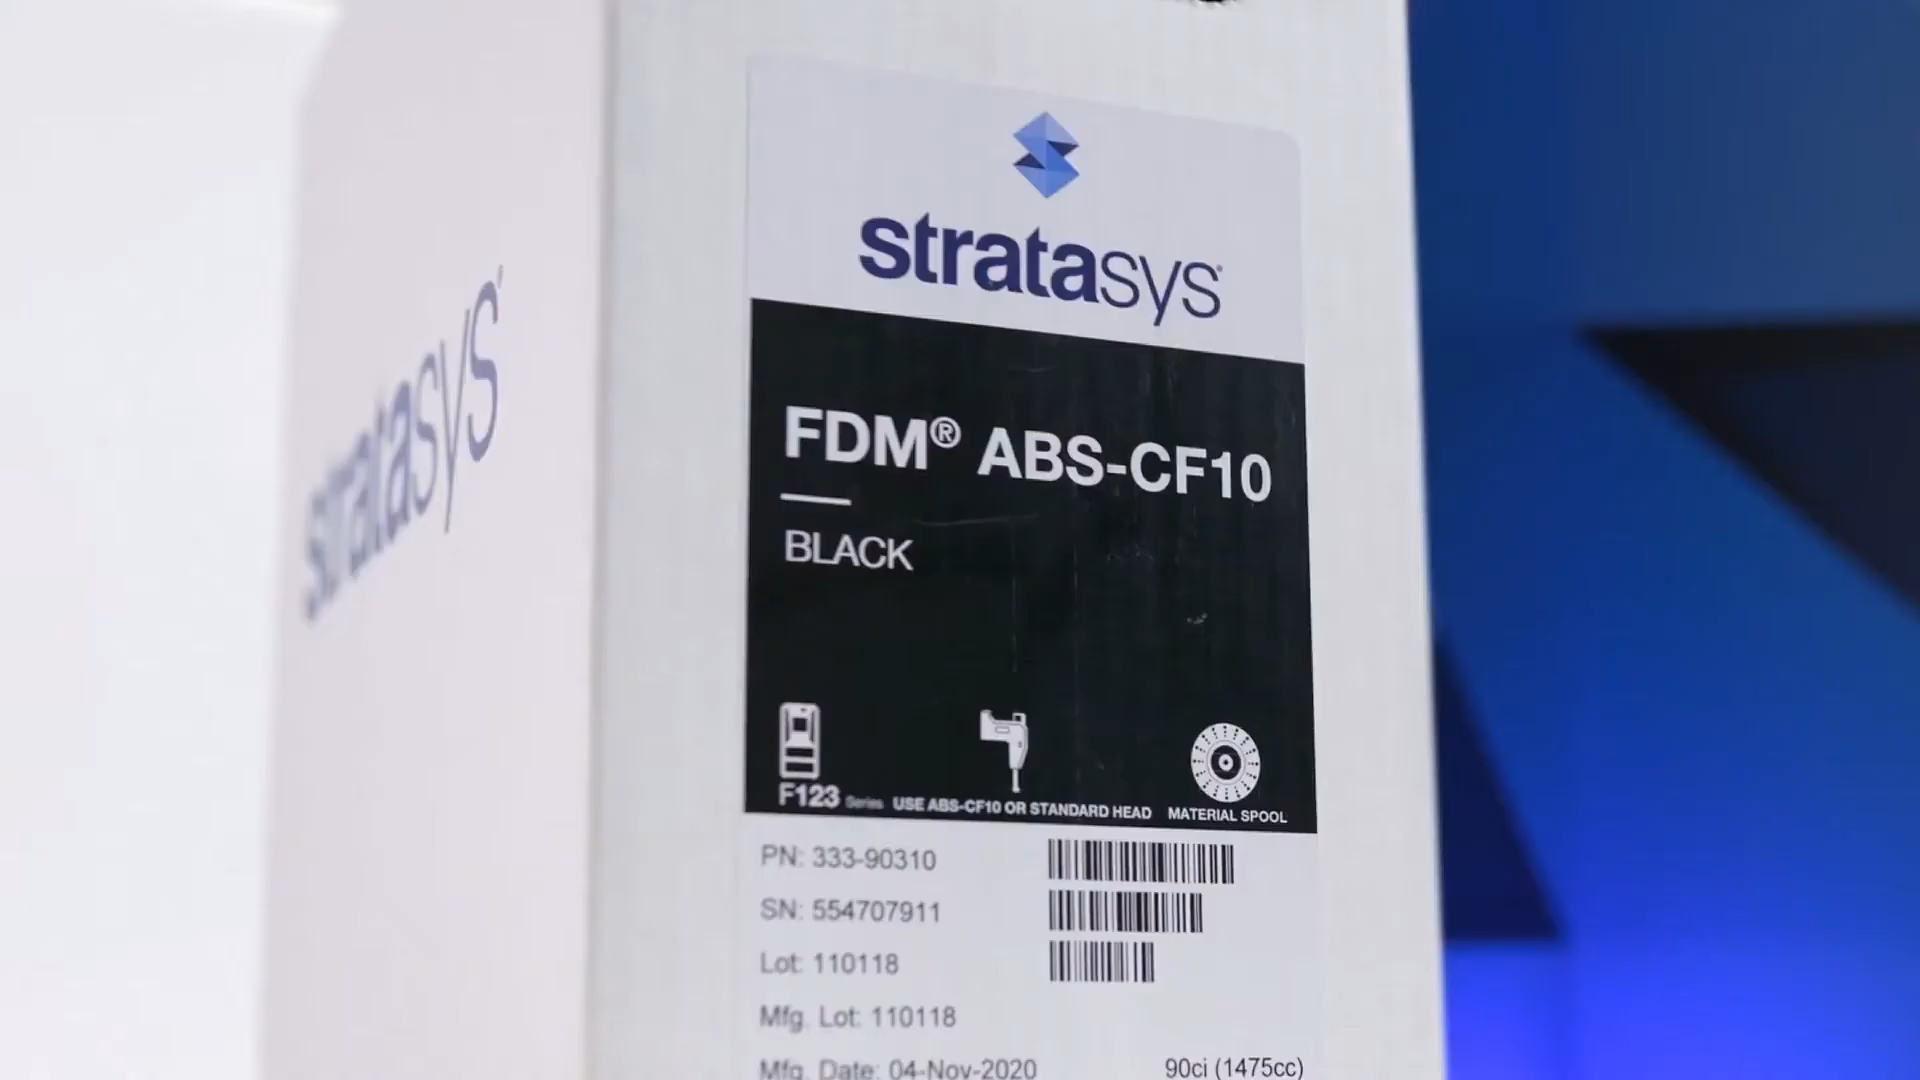 stratasys
stratasys
FDM® ABS-CF10
BLACK
F123 Series USE ABS-CF10 OR STANDARD HEAD MATERIAL SPOOL
PN: 333-90310
SN: 554707911
Lot: 110118
Mfg. Lot: 110118
Mfg. Date: 04-Nov-2020 90ci (1475cc)